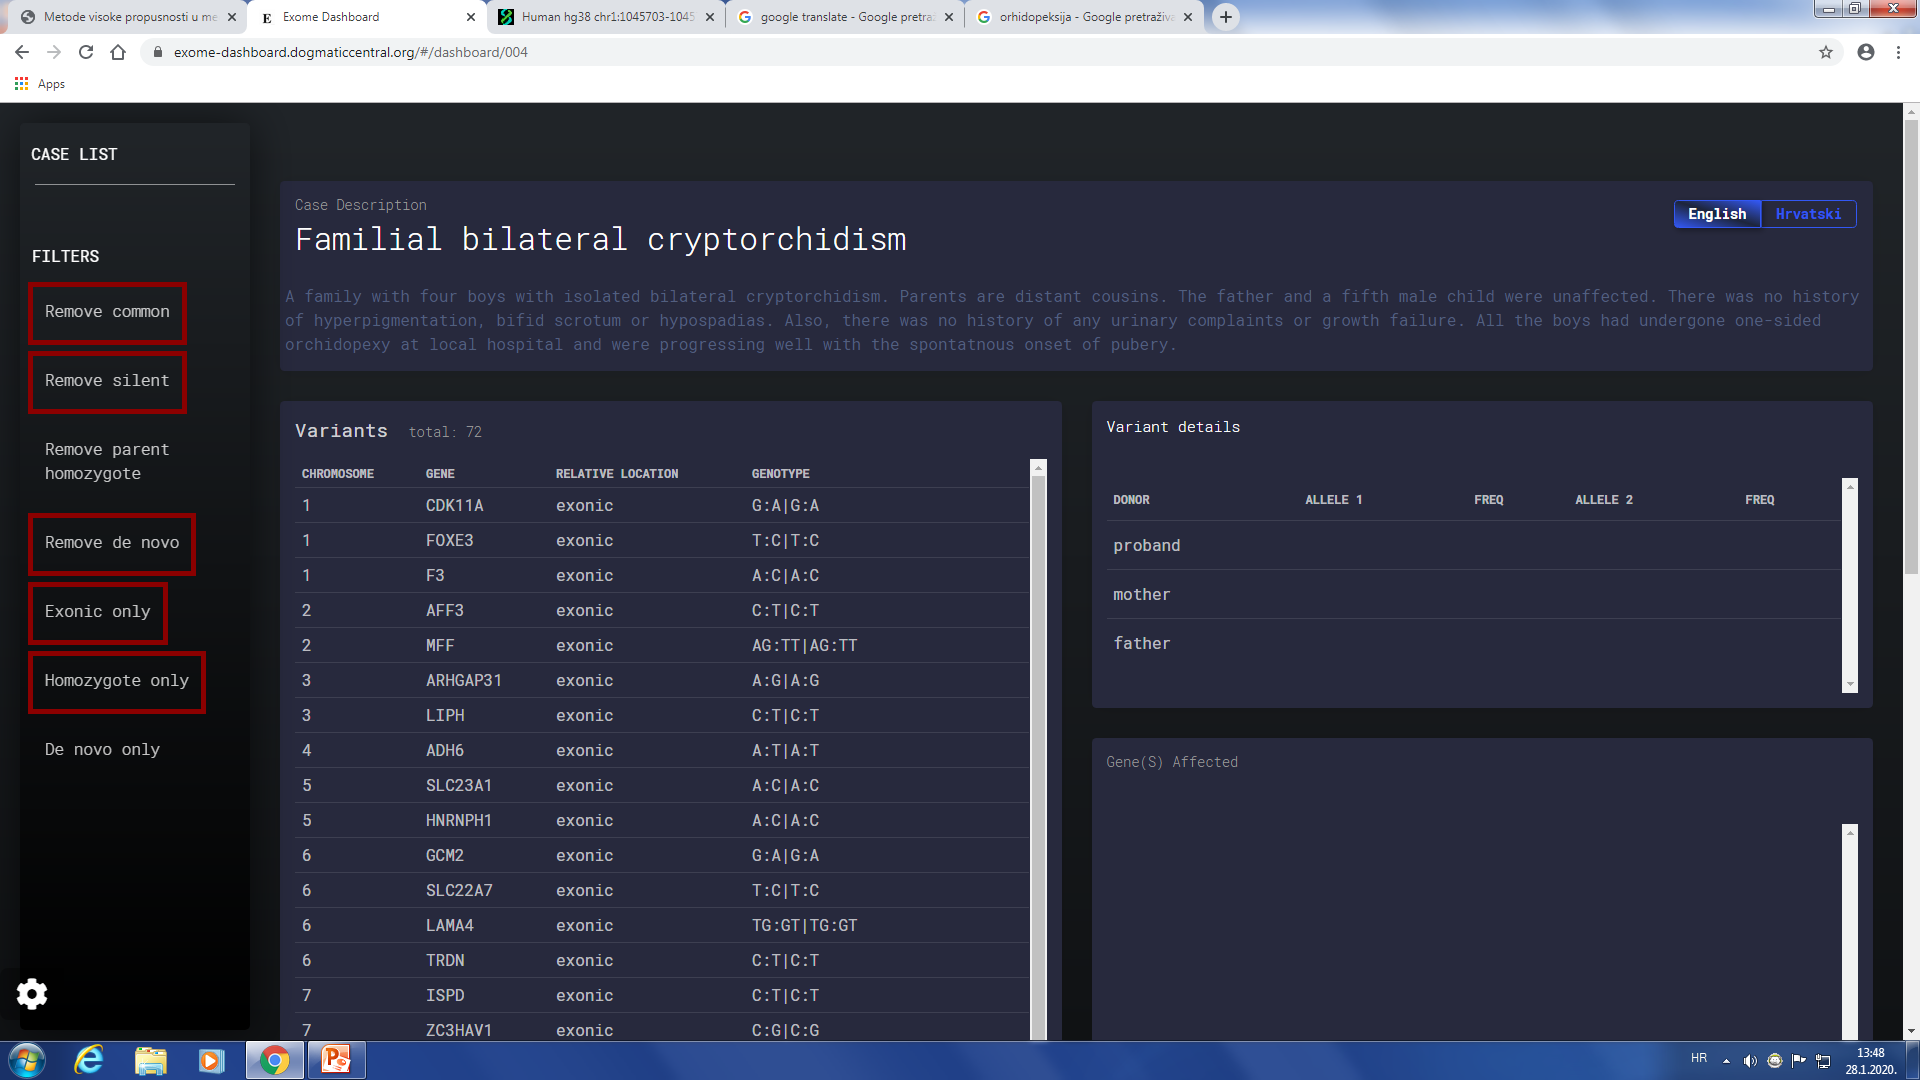 Metode visoke propusnosti u me
Exome Dashboard
Human hg38 chr1:1045703-1045
google translate - Google pretra
orhidopeksija - Google pretraživa
exome-dashboard.dogmaticcentral.org/#/dashboard/004
Apps
CASE LIST
FILTERS
Remove common
Remove silent
Remove parent
homozygote
Remove de novo
Exonic only
Homozygote only
De novo only
Case Description
English Hrvatski
Familial bilateral cryptorchidism
A family with four boys with isolated bilateral cryptorchidism. Parents are distant cousins. The father and a fifth male child were unaffected. There was no history
of hyperpigmentation, bifid scrotum or hypospadias. Also, there was no history of any urinary complaints or growth failure. All the boys had undergone one-sided
orchidopexy at local hospital and were progressing well with the spontatnous onset of pubery.
Variants total: 72
CHROMOSOME GENE RELATIVE LOCATION GENOTYPE
1 CDK11A exonic G:A|G:A
1 FOXE3 exonic T:C|T:C
1 F3 exonic A:C|A:C
2 AFF3 exonic C:T|C:T
2 MFF exonic AG:TT|AG:TT
3 ARHGAP31 exonic A:G|A:G
3 LIPH exonic C:T|C:T
4 ADH6 exonic A:T|A:T
5 SLC23A1 exonic A:C|A:C
5 HNRNPH1 exonic A:C|A:C
6 GCM2 exonic G:A|G:A
6 SLC22A7 exonic T:C|T:C
6 LAMA4 exonic TG:GT|TG:GT
6 TRDN exonic C:T|C:T
7 ISPD exonic C:T|C:T
7 ZC3HAV1 exonic C:G|C:G
Variant details
DONOR ALLELE 1 FREQ ALLELE 2 FREQ
proband
mother
father
Gene(S) Affected
HR
13:48
28.1.2020.